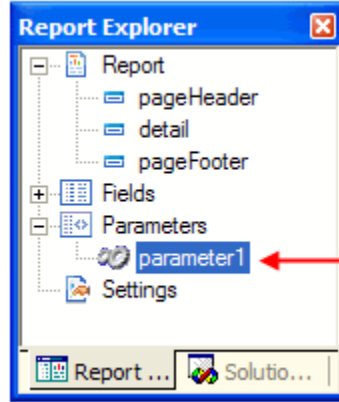 Report Explorer
Report
pageHeader
detail
pageFooter
Fields
Parameters
parameter1
Settings
Report ... Solutio...